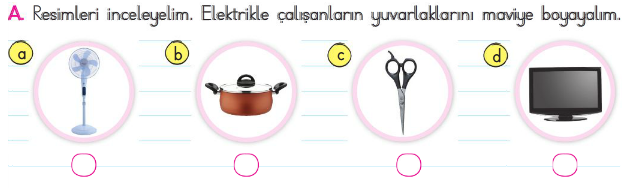 A. Resimleri inceleyelim. Elektrikle çalışanların yuvarlaklarını maviye boyayalım.
a b c d